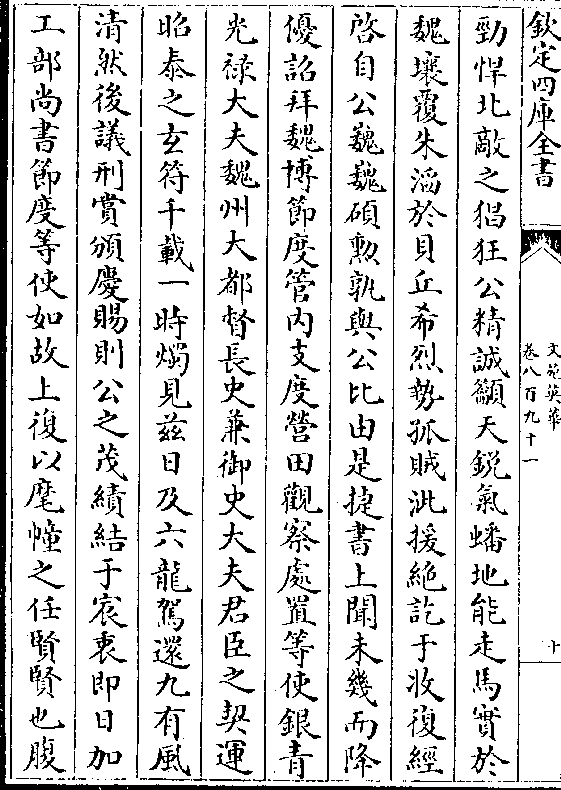 欽定四庫全書
文苑英華
卷八百九十一
十
勁悍北敵之猖狂公精誠籲天銳氣蟠地能走馬實於
魏壤覆朱滔於貝丘希烈勢孤賊泚援絶訖于收復經
啓自公巍巍碩勲孰與公比由是捷書上聞未幾而降
優詔拜魏博節度管内支度營田觀察處置等使銀青
光禄大夫魏州大都督長史兼御史大夫君臣之契運
昭泰之玄符千載一時燭見兹日及六龍駕還九有風
清然後議刑賞頒慶賜則公之茂績結于宸衷即日加
工部尚書節度等使如故上復以麾幢之任賢賢也腹